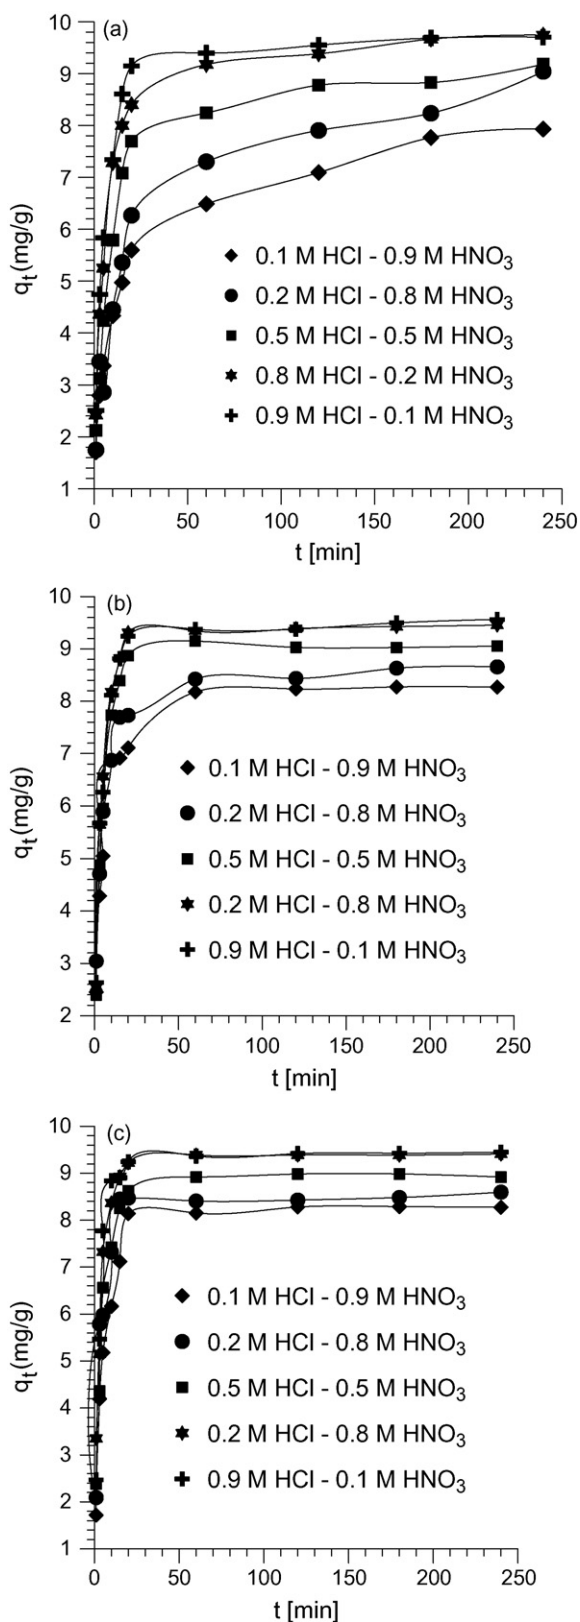 (a)
10
9
8
7
6
5
4
3
2
1
qt(mg/g)
0.1 M HCl - 0.9 M HNO3
0.2 M HCl - 0.8 M HNO3
0.5 M HCl - 0.5 M HNO3
0.8 M HCl - 0.2 M HNO3
0.9 M HCl - 0.1 M HNO3
0 50 100 150 200 250
t [min]
(b)
10
9
8
7
6
5
4
3
2
qt(mg/g)
0.1 M HCl - 0.9 M HNO3
0.2 M HCl - 0.8 M HNO3
0.5 M HCl - 0.5 M HNO3
0.2 M HCl - 0.8 M HNO3
0.9 M HCl - 0.1 M HNO3
0 50 100 150 200 250
t [min]
(c)
10
9
8
7
6
5
4
3
2
1
qt(mg/g)
0.1 M HCl - 0.9 M HNO3
0.2 M HCl - 0.8 M HNO3
0.5 M HCl - 0.5 M HNO3
0.2 M HCl - 0.8 M HNO3
0.9 M HCl - 0.1 M HNO3
0 50 100 150 200 250
t [min]